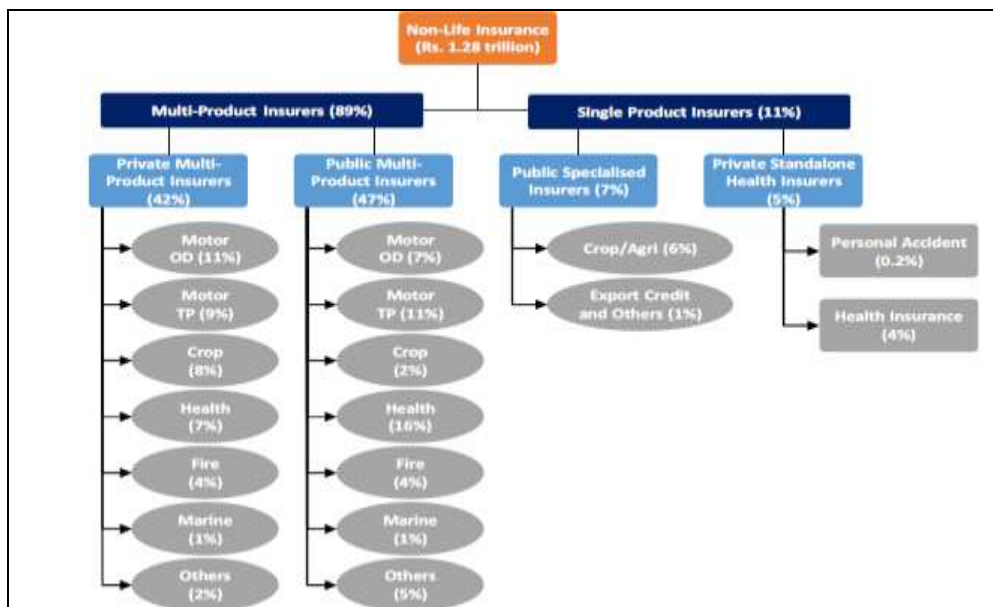 Non-Life Insurance
(Rs. 1.28 trillion)
Multi-Product Insurers (89%)
Single Product Insurers (11%)
Private Multi-
Product Insurers
(42%)
Public Multi-
Product Insurers
(47%)
Public Specialised
Insurers (7%)
Private Standalone
Health Insurers
(5%)
Motor
OD (11%)
Motor
TP (9%)
Crop
(8%)
Health
(7%)
Fire
(4%)
Marine
(1%)
Others
(2%)
Motor
OD (7%)
Motor
TP (11%)
Crop
(2%)
Health
(16%)
Fire
(4%)
Marine
(1%)
Others
(5%)
Crop/Agri (6%)
Export Credit
and Others (1%)
Personal Accident
(0.2%)
Health Insurance
(4%)